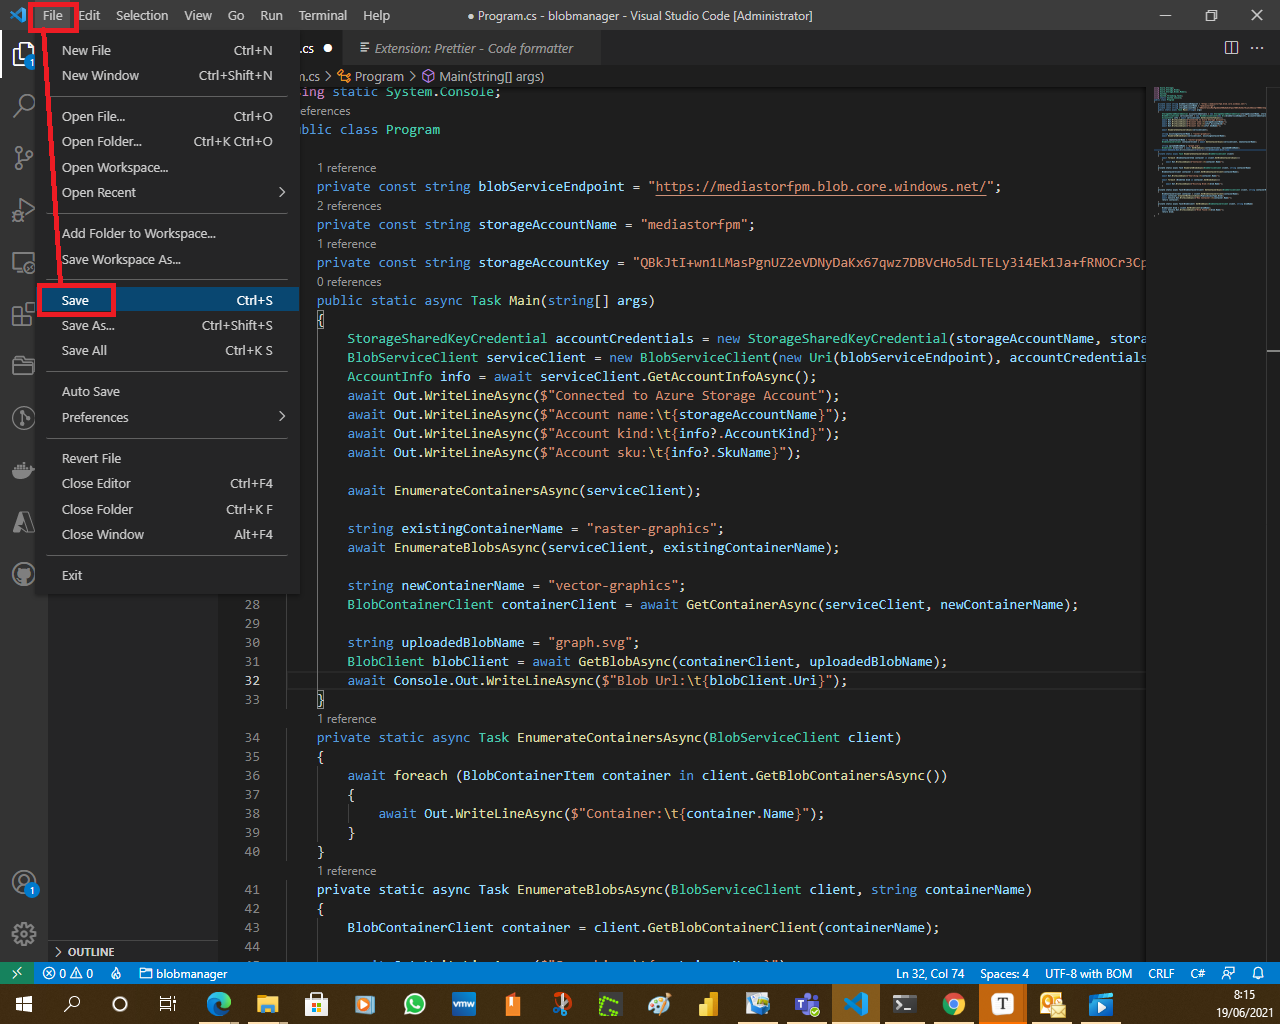 File Edit Selection View Go Run Terminal Help ● Program.cs - blobmanager - Visual Studio Code [Administrator]
.cs ● Extension: Prettier - Code formatter
m.cs > Program > Main(string[] args)
New File Ctrl+N
New Window Ctrl+Shift+N
Open File... Ctrl+O
Open Folder... Ctrl+K Ctrl+O
Open Workspace...
Open Recent >
Add Folder to Workspace...
Save Workspace As...
Save Ctrl+S
Save As... Ctrl+Shift+S
Save All Ctrl+K S
Auto Save
Preferences >
Revert File
Close Editor Ctrl+F4
Close Folder Ctrl+K F
Close Window Alt+F4
Exit
1
ing static System.Console;
eferences
blic class Program
1 reference
private const string blobServiceEndpoint = "https://mediastorfpm.blob.core.windows.net/";
2 references
private const string storageAccountName = "mediastorfpm";
1 reference
private const string storageAccountKey = "QBkJtI+wn1LMasPgnUZ2eVDNyDaKx67qwz7DBVcHo5dLTELy3i4Ek1Ja+fRNOCr3Cp
0 references
public static async Task Main(string[] args)
{
StorageSharedKeyCredential accountCredentials = new StorageSharedKeyCredential(storageAccountName, stora
BlobServiceClient serviceClient = new BlobServiceClient(new Uri(blobServiceEndpoint), accountCredentials
AccountInfo info = await serviceClient.GetAccountInfoAsync();
await Out.WriteLineAsync($"Connected to Azure Storage Account");
await Out.WriteLineAsync($"Account name:\t{storageAccountName}");
await Out.WriteLineAsync($"Account kind:\t{info?.AccountKind}");
await Out.WriteLineAsync($"Account sku:\t{info?.SkuName}");
await EnumerateContainersAsync(serviceClient);
string existingContainerName = "raster-graphics";
await EnumerateBlobsAsync(serviceClient, existingContainerName);
string newContainerName = "vector-graphics";
28 BlobContainerClient containerClient = await GetContainerAsync(serviceClient, newContainerName);
29
30 string uploadedBlobName = "graph.svg";
31 BlobClient blobClient = await GetBlobAsync(containerClient, uploadedBlobName);
32 await Console.Out.WriteLineAsync($"Blob Url:\t{blobClient.Uri}");
33 }
1 reference
34 private static async Task EnumerateContainersAsync(BlobServiceClient client)
35 {
36 await foreach (BlobContainerItem container in client.GetBlobContainersAsync())
37 {
38 await Out.WriteLineAsync($"Container:\t{container.Name}");
39 }
40 }
1 reference
41 private static async Task EnumerateBlobsAsync(BlobServiceClient client, string containerName)
42 {
43 BlobContainerClient container = client.GetBlobContainerClient(containerName);
44
1
> OUTLINE
0 0 blobmanager Ln 32, Col 74 Spaces: 4 UTF-8 with BOM CRLF C#
vmw T
8:15
19/06/2021